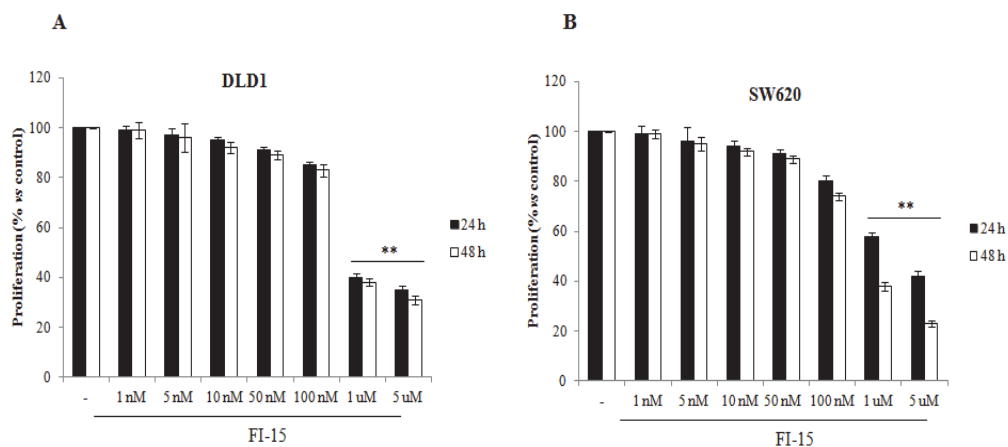 A
DLD1
Proliferation (% vs control)
120
100
80
60
40
20
0
**
24 h
48 h
- 1 nM 5 nM 10 nM 50 nM 100 nM 1 uM 5 uM
FI-15
B
SW620
Proliferation (% vs control)
120
100
80
60
40
20
0
**
24 h
48 h
- 1 nM 5 nM 10 nM 50 nM 100 nM 1 uM 5 uM
FI-15